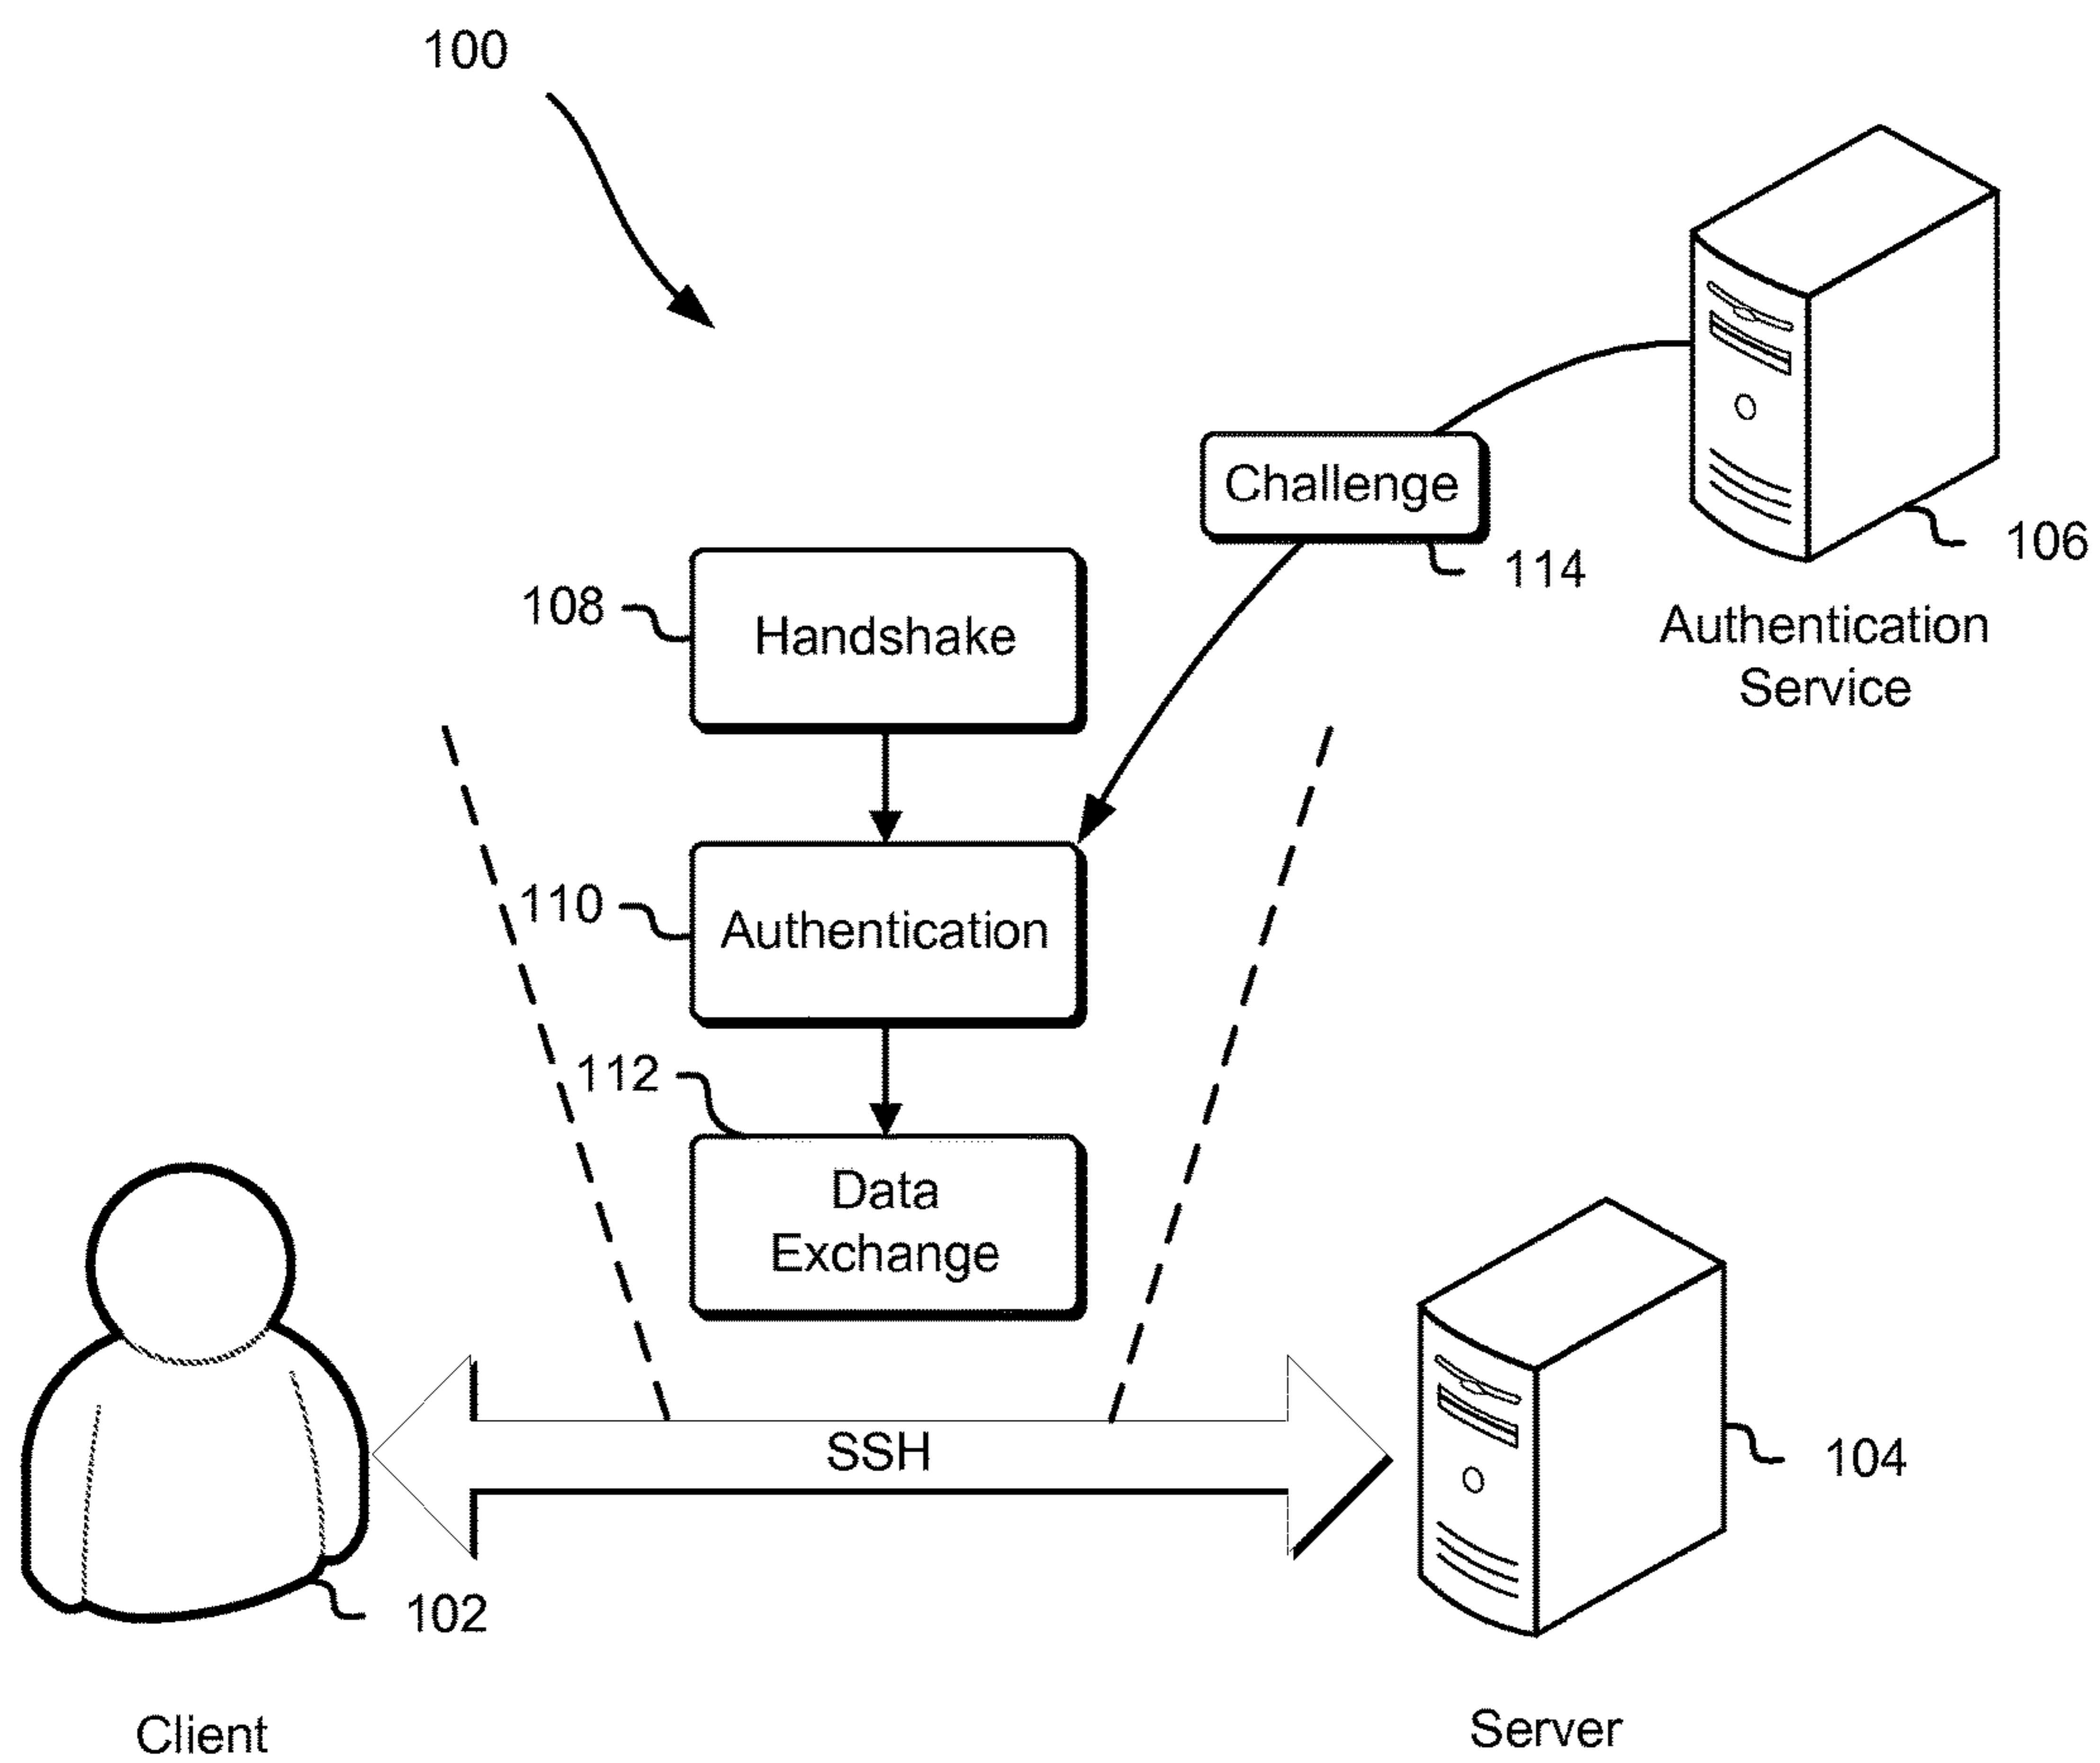 100
Challenge
114
106
Authentication
Service
108
Handshake
110
Authentication
112
Data
Exchange
SSH
104
102
Client
Server